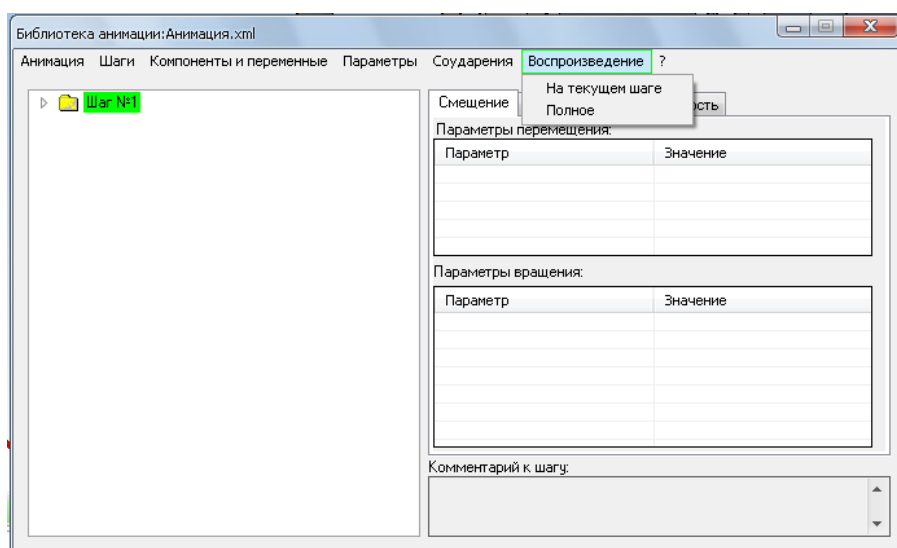 Библиотека анимации:Анимация.xml
Анимация Шаги Компоненты и переменные Параметры Соударения Воспроизведение ?
На текущем шаге
Полное
Шаг №1
Смещение
Параметры перемещения:
Параметр Значение
Параметры вращения:
Параметр Значение
Комментарий к шагу: